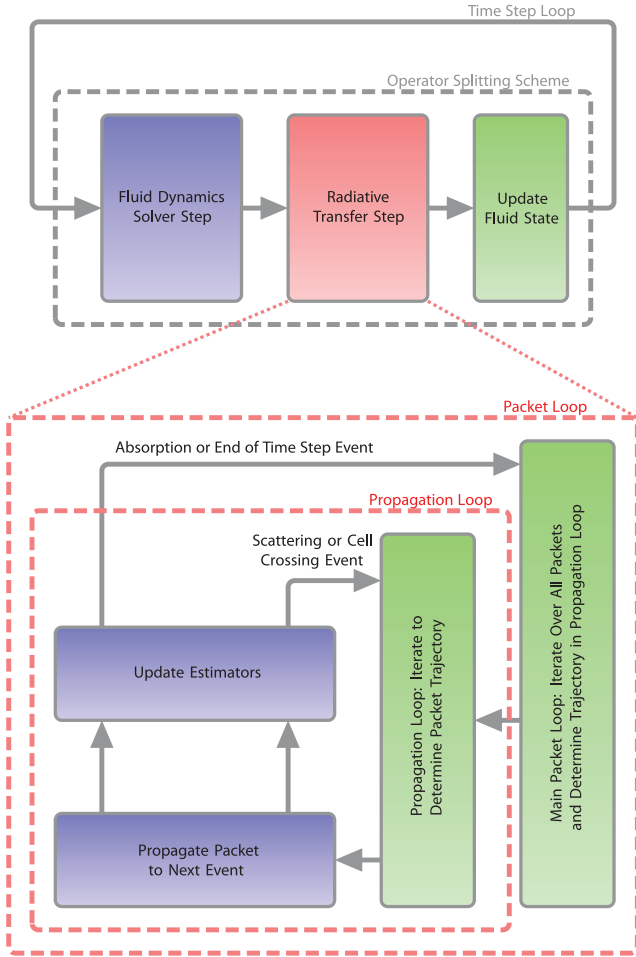 Time Step Loop
Operator Splitting Scheme
Fluid Dynamics
Solver Step
Radiative
Transfer Step
Update
Fluid State
Packet Loop
Absorption or End of Time Step Event
Propagation Loop
Scattering or Cell
Crossing Event
Update Estimators
Propagate Packet
to Next Event
Propagation Loop: Iterate to
Determine Packet Trajectory
Main Packet Loop: Iterate Over All Packets
and Determine Trajectory in Propagation Loop